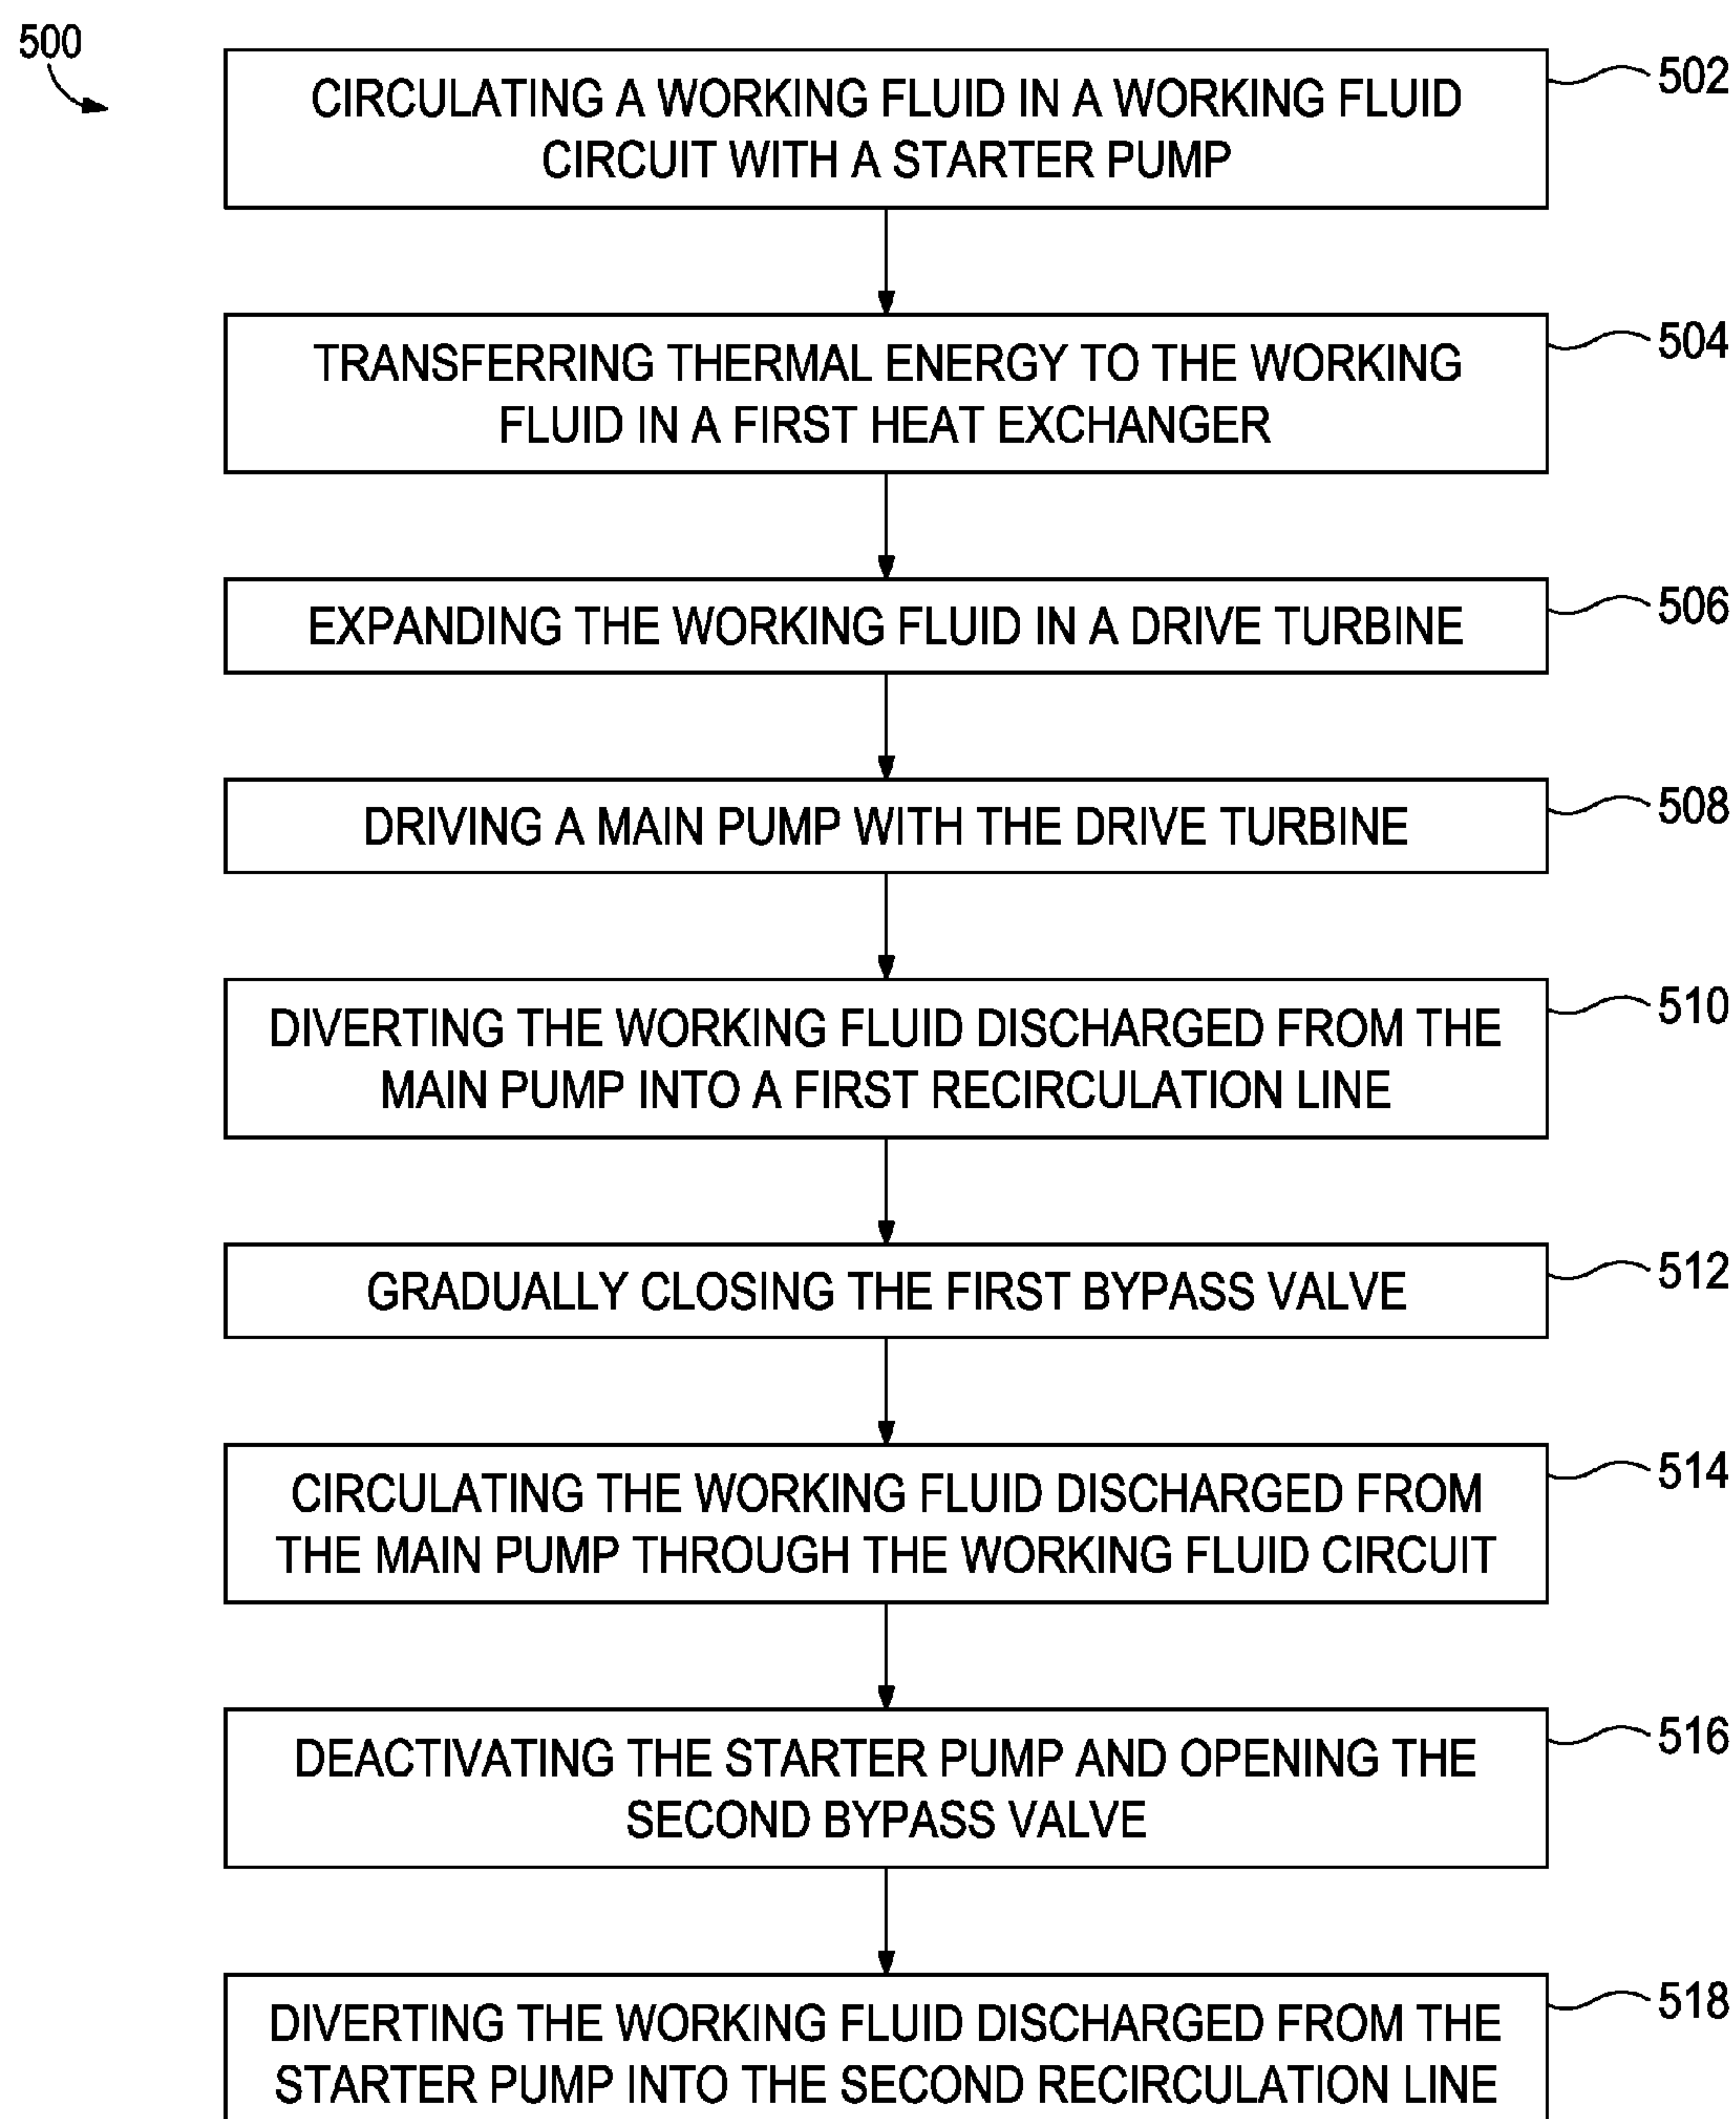 500
CIRCULATING A WORKING FLUID IN A WORKING FLUID
CIRCUIT WITH A STARTER PUMP
502
TRANSFERRING THERMAL ENERGY TO THE WORKING
FLUID IN A FIRST HEAT EXCHANGER
504
EXPANDING THE WORKING FLUID IN A DRIVE TURBINE
506
DRIVING A MAIN PUMP WITH THE DRIVE TURBINE
508
DIVERTING THE WORKING FLUID DISCHARGED FROM THE
MAIN PUMP INTO A FIRST RECIRCULATION LINE
510
GRADUALLY CLOSING THE FIRST BYPASS VALVE
512
CIRCULATING THE WORKING FLUID DISCHARGED FROM
THE MAIN PUMP THROUGH THE WORKING FLUID CIRCUIT
514
DEACTIVATING THE STARTER PUMP AND OPENING THE
SECOND BYPASS VALVE
516
DIVERTING THE WORKING FLUID DISCHARGED FROM THE
STARTER PUMP INTO THE SECOND RECIRCULATION LINE
518